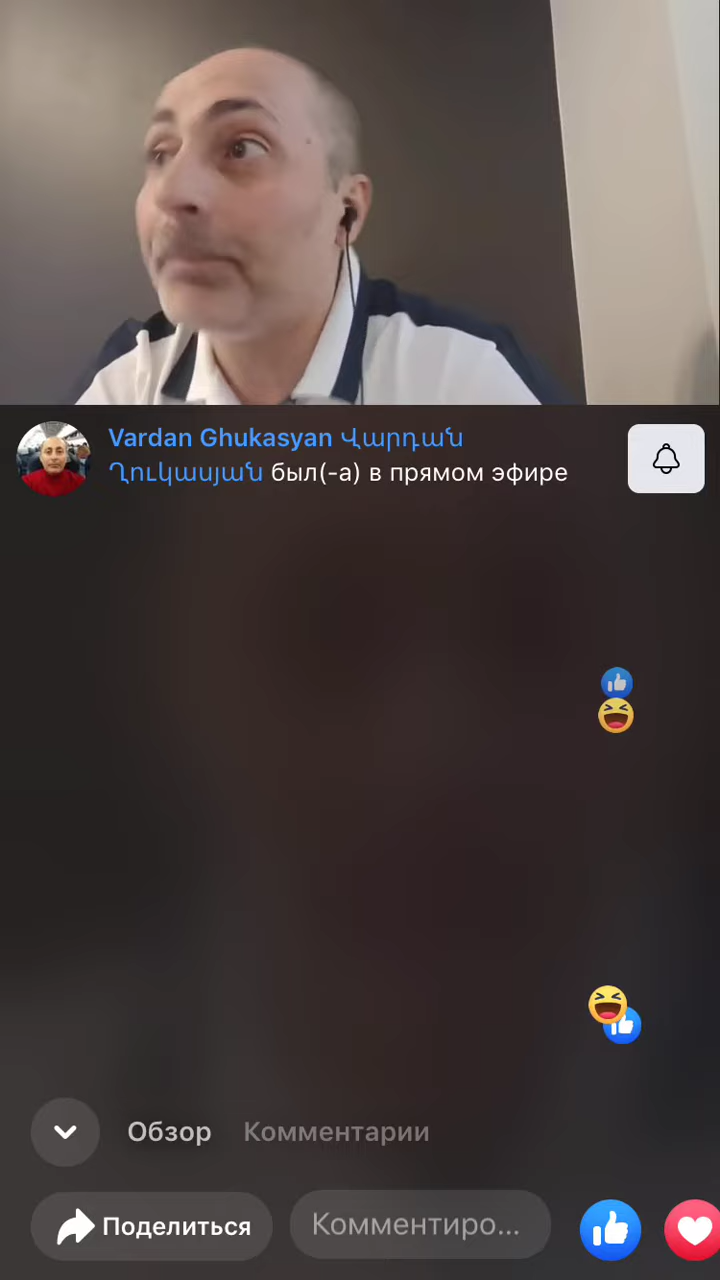 Vardan Ghukasyan Վարդան
Ղուկասյան был(-а) в прямом эфире
Обзор Комментарии
Поделиться Комментиро...